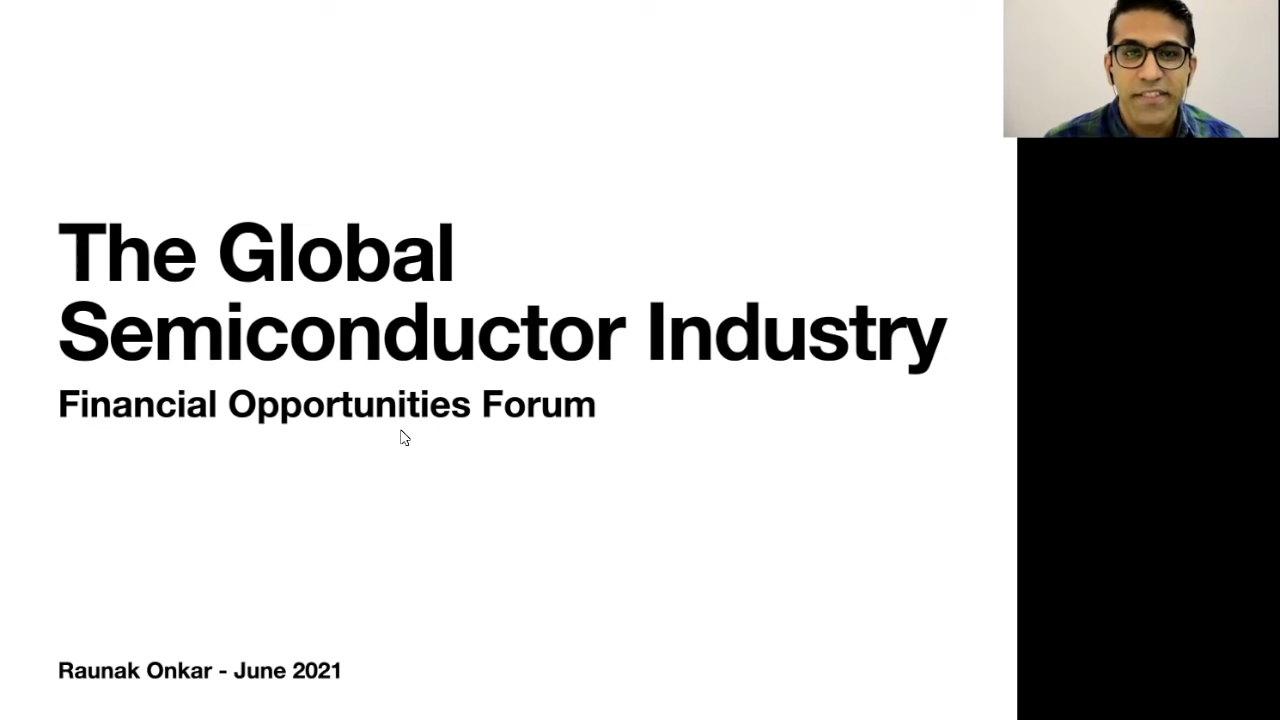 The Global
Semiconductor Industry
Financial Opportunities Forum
Raunak Onkar - June 2021